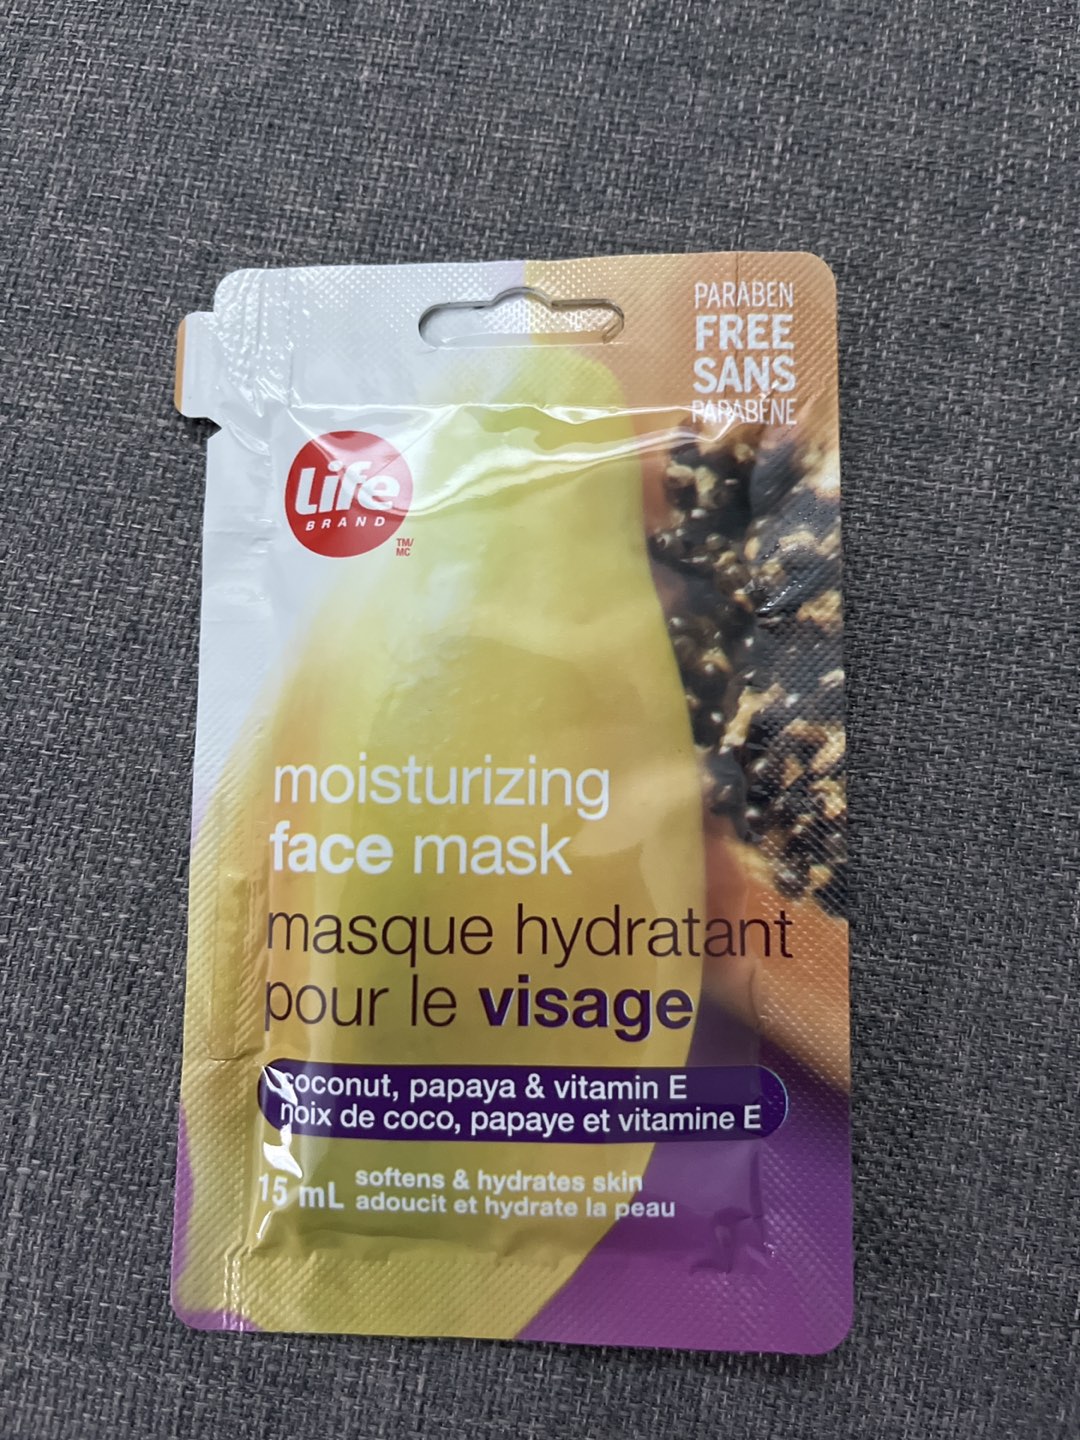 PARABEN
FREE
SANS
PARABÈNE
Life
BRAND
TM/
MC
moisturizing
face mask
masque hydratant
pour le visage
coconut, papaya & vitamin E
noix de coco, papaye et vitamine E
15 mL
softens & hydrates skin
adoucit et hydrate la peau